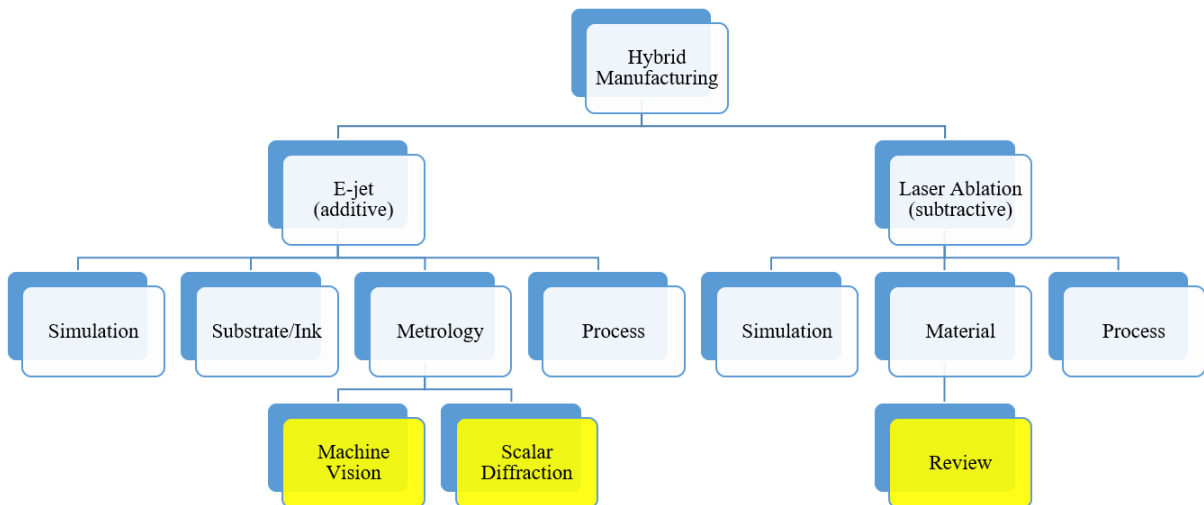 Hybrid
Manufacturing
E-jet
(additive)
Laser Ablation
(subtractive)
Simulation
Substrate/Ink
Metrology
Process
Simulation
Material
Process
Machine
Vision
Scalar
Diffraction
Review